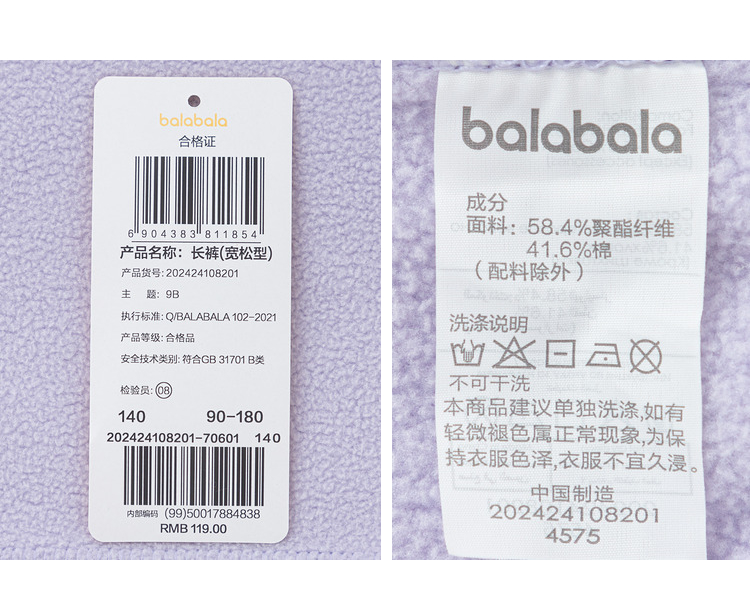 balabala
合格证
6 904383 811854
产品名称: 长裤(宽松型)
产品货号: 202424108201
主 题: 9B
执行标准: Q/BALABALA 102-2021
产品等级: 合格品
安全技术类别: 符合GB 31701 B类
检验员: 08
140 90-180
202424108201-70601 140
内部编码 (99)50017884838
RMB 119.00
balabala
成分
面料: 58.4%聚酯纤维
41.6%棉
(配料除外)
洗涤说明
不可干洗
本商品建议单独洗涤,如有
轻微褪色属正常现象,为保
持衣服色泽,衣服不宜久浸。
中国制造
202424108201
4575